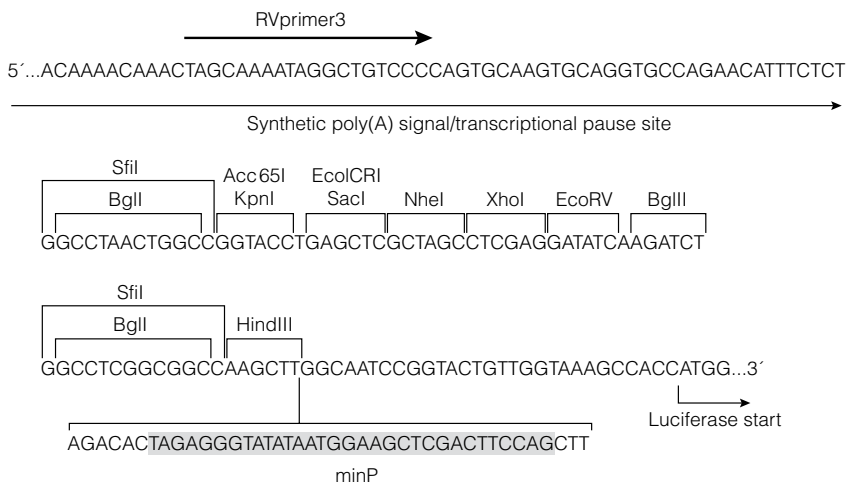 RVprimer3
5´...ACAAAACAAACTAGCAAAATAGGCTGTCCCCAGTGCAAGTGCAGGTGCCAGAACATTTCTCT
Synthetic poly(A) signal/transcriptional pause site
SfiI
Acc65I EcoICRI
BglI KpnI SacI NheI XhoI EcoRV BglII
GGCCTAACTGGCCGGTACCTGAGCTCGCTAGCCTCGAGGATATCAAGATCT
SfiI
BglI HindIII
GGCCTCGGCGGCCAAGCTTGGCAATCCGGTACTGTTGGTAAAGCCACCATGG...3´
Luciferase start
AGACACTAGAGGGTATATAATGGAAGCTCGACTTCCAGCTT
minP